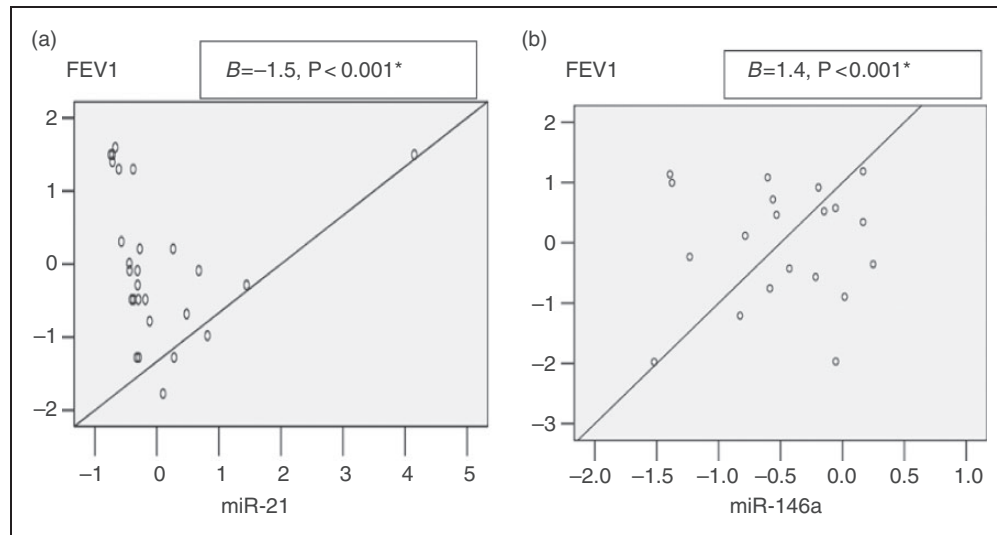 (a)
FEV1
B=–1.5, P<0.001*
2
1
0
–1
–2
–1 0 1 2 3 4 5
miR-21
(b)
FEV1
B=1.4, P<0.001*
2
1
0
–1
–2
–3
–2.0 –1.5 –1.0 –0.5 0.0 0.5 1.0
miR-146a